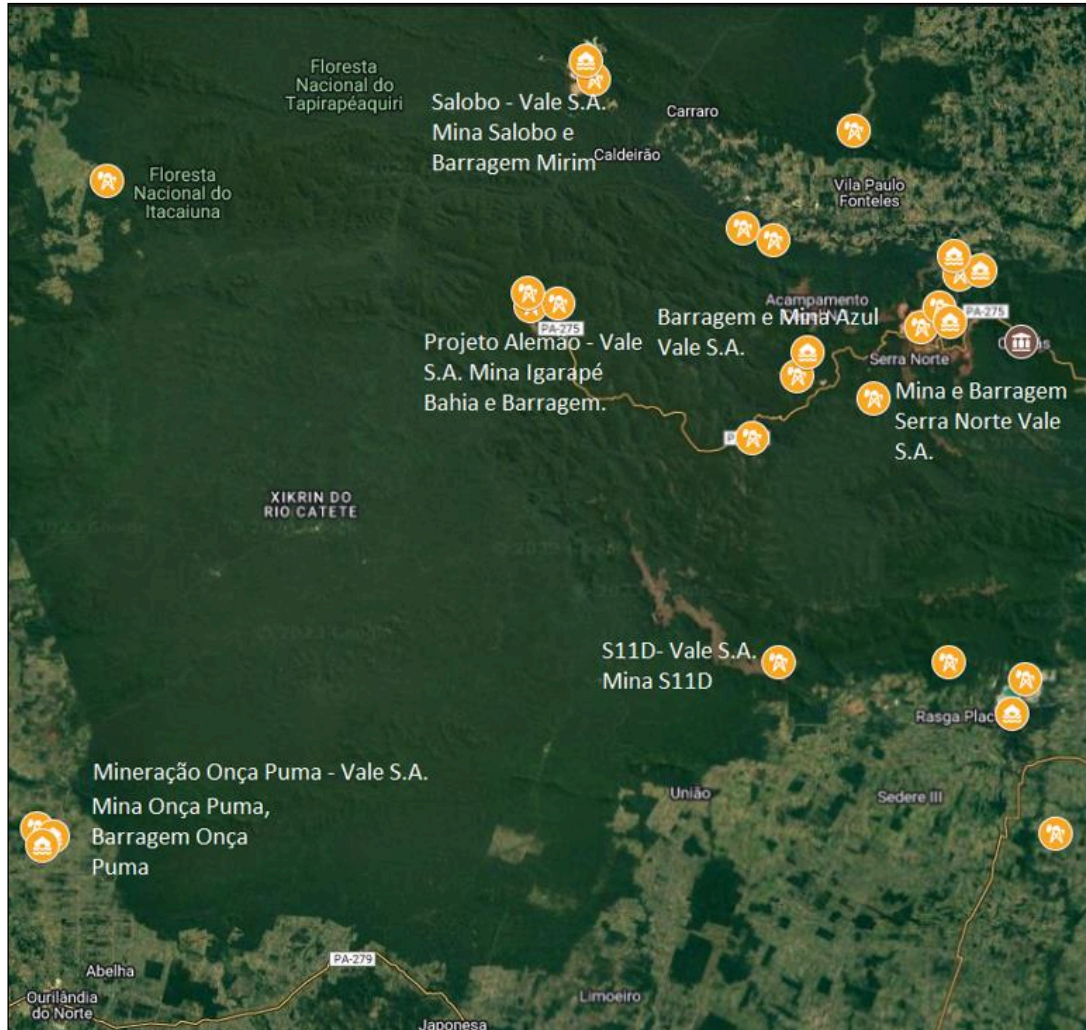 Floresta
Nacional do
Tapirapéaquiri
Salobo - Vale S.A.
Mina Salobo e
Barragem Mirim
Carraro
Caldeirão
Floresta
Nacional do
Itacaiuna
Vila Paulo
Fonteles
Acampamento
PA-275
Barragem e Mina Azul
Vale S.A.
PA-275
Projeto Alemão - Vale
S.A. Mina Igarapé
Bahia e Barragem.
Serra Norte
Mina e Barragem
Serra Norte Vale
S.A.
XIKRIN DO
RIO CATETE
S11D- Vale S.A.
Mina S11D
Rasga Plac
União
Sedere III
Mineração Onça Puma - Vale S.A.
Mina Onça Puma,
Barragem Onça
Puma
PA-279
Abelha
Ourilândia
do Norte
Limoeiro
Japonesa